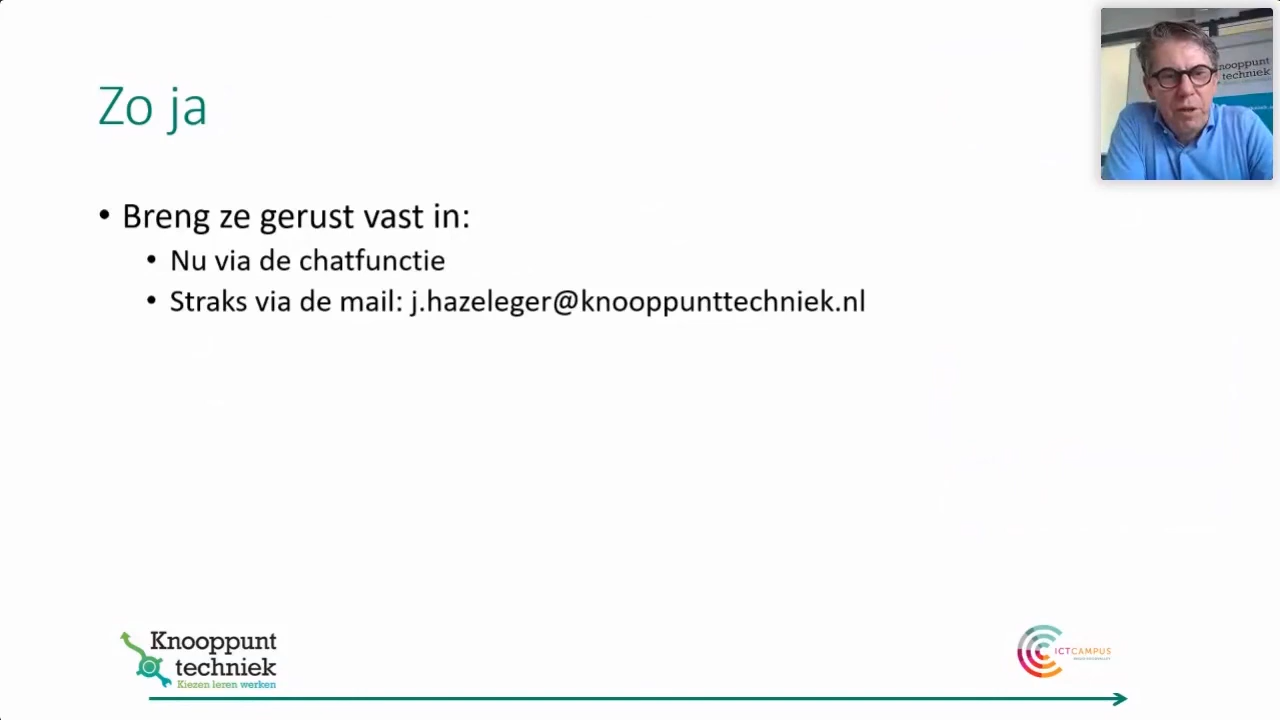 Zo ja
• Breng ze gerust vast in:
• Nu via de chatfunctie
• Straks via de mail: j.hazeleger@knooppunttechniek.nl
knooppunt
techniek
Knooppunt
techniek
Kiezen leren werken
ICTCAMPUS